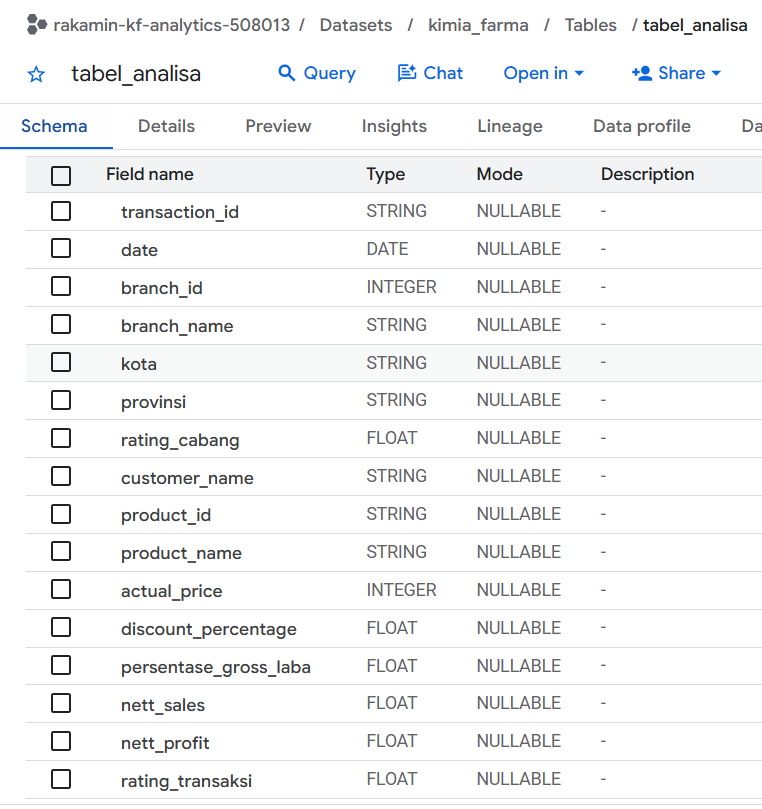 rakamin-kf-analytics-508013 / Datasets / kimia_farma / Tables / tabel_analisa
tabel_analisa Query Chat Open in Share
Schema Details Preview Insights Lineage Data profile Da
Field name Type Mode Description
transaction_id STRING NULLABLE -
date DATE NULLABLE -
branch_id INTEGER NULLABLE -
branch_name STRING NULLABLE -
kota STRING NULLABLE -
provinsi STRING NULLABLE -
rating_cabang FLOAT NULLABLE -
customer_name STRING NULLABLE -
product_id STRING NULLABLE -
product_name STRING NULLABLE -
actual_price INTEGER NULLABLE -
discount_percentage FLOAT NULLABLE -
persentase_gross_laba FLOAT NULLABLE -
nett_sales FLOAT NULLABLE -
nett_profit FLOAT NULLABLE -
rating_transaksi FLOAT NULLABLE -